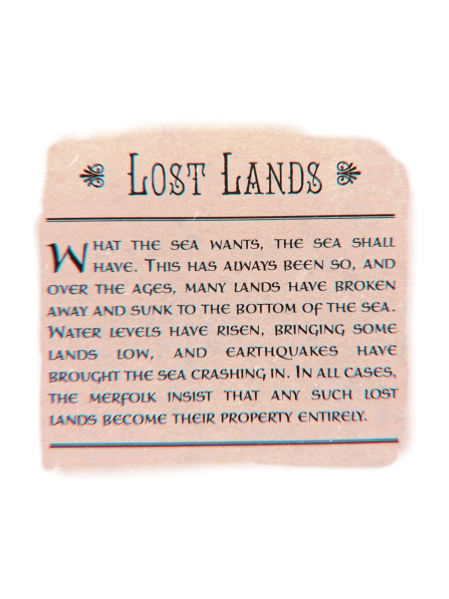 Lost Lands
What the sea wants, the sea shall
have. This has always been so, and
over the ages, many lands have broken
away and sunk to the bottom of the sea.
Water levels have risen, bringing some
lands low, and earthquakes have
brought the sea crashing in. In all cases,
the merfolk insist that any such lost
lands become their property entirely.